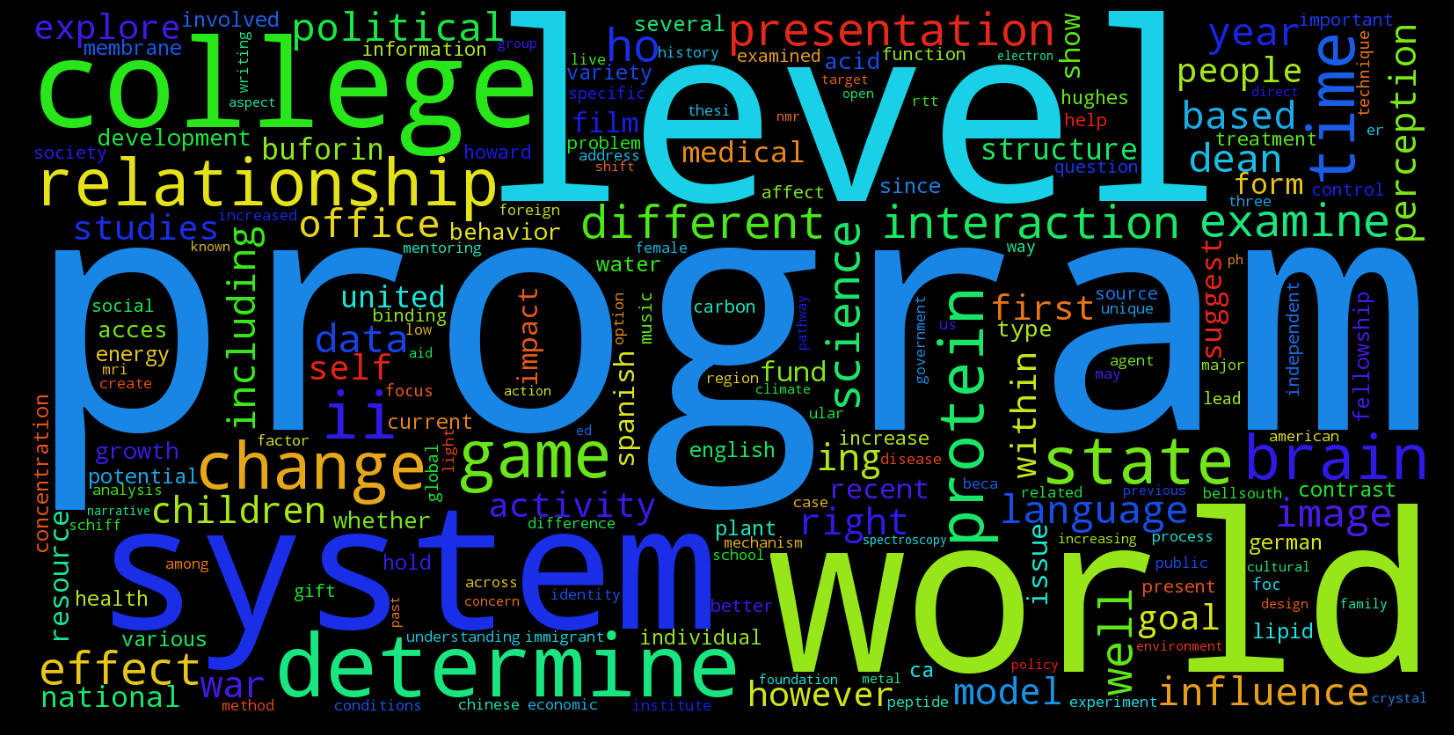 explore involved political several ho presentation show year important
membrane information group history examined acid function electron people
college writing live variety level time technique
aspect specific target open rtt hughes direct perception
development film thesi nmr help based er
society buforin howard problem medical structure treatment
address shift question dean
relationship affect since form control
three
studies increased office foreign different interaction examine
behavior
known mentoring female way
including water science suggest ph
program
social united impact option music carbon pathway government protein first source independent
acces binding us type unique fellowship
energy data low
mri self aid region fund agent major
create action climate may lead
focus
concentration ii current spanish ular within
growth change factor light game ed english ing increase state american brain
global disease
potential recent beca related previous bellsouth contrast
analysis children activity case language image
narrative whether difference plant right
schiff mechanism spectroscopy increasing process german
resource system school world issue
among hold across public cultural
health gift concern identity better present foc
past goal design family
various understanding immigrant individual well lipid
environment
effect determine policy
national war foundation metal ca model influence
method conditions chinese economic institute however peptide experiment crystal